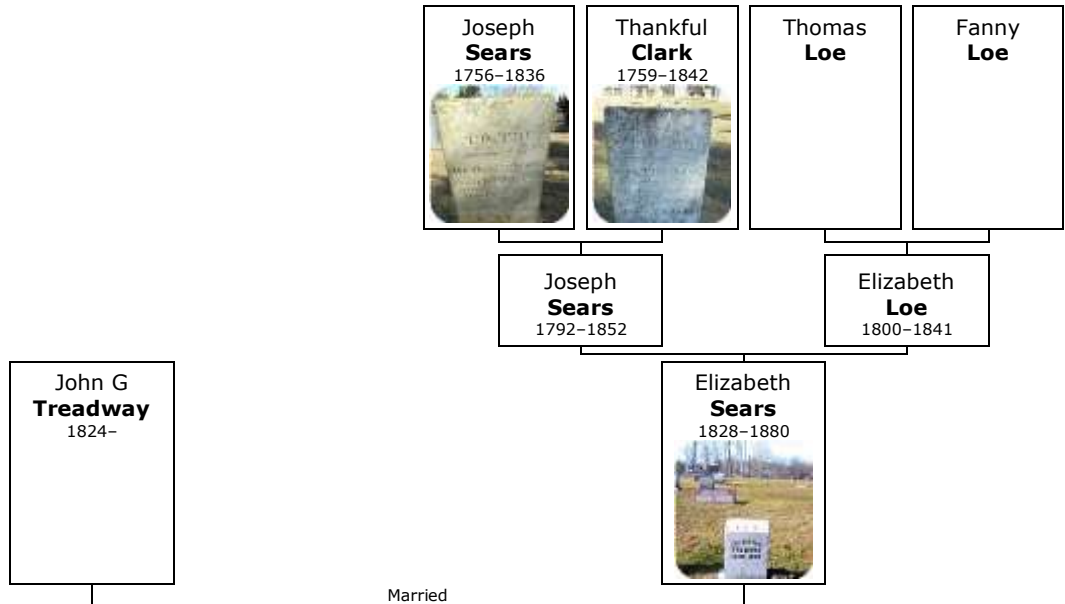 Joseph
Sears
1756–1836
Thankful
Clark
1759–1842
Thomas
Loe
Fanny
Loe
Joseph
Sears
1792–1852
Elizabeth
Loe
1800–1841
John G
Treadway
1824–
Elizabeth
Sears
1828–1880
Married